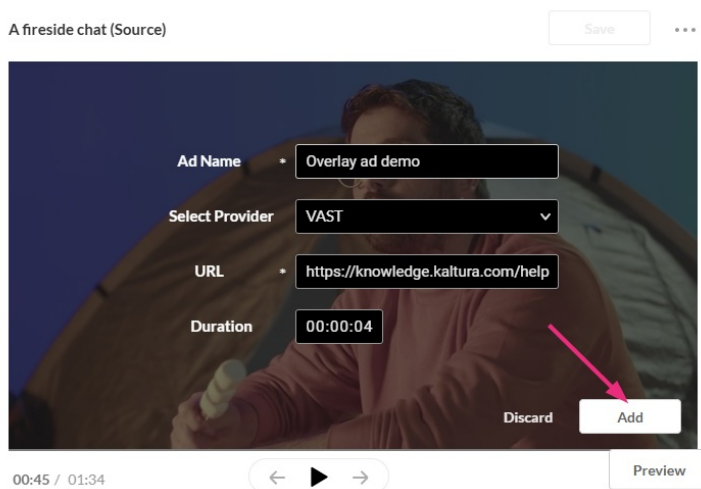 A fireside chat (Source)
Save
Ad Name * Overlay ad demo
Select Provider VAST
URL * https://knowledge.kaltura.com/help
Duration 00:00:04
Discard Add
00:45 / 01:34
Preview